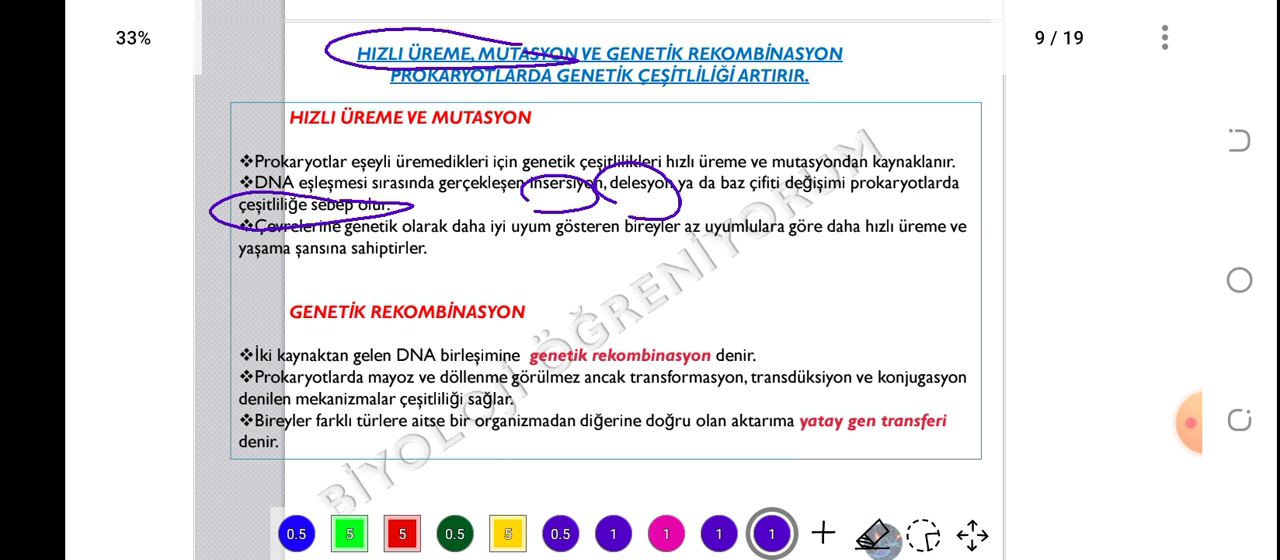 33%
9 / 19
HIZLI ÜREME, MUTASYON VE GENETİK REKOMBİNASYON
PROKARYOTLARDA GENETİK ÇEŞİTLİLİĞİ ARTIRIR.
HIZLI ÜREME VE MUTASYON
❖Prokaryotlar eşeyli üremedikleri için genetik çeşitlilikleri hızlı üreme ve mutasyondan kaynaklanır.
❖DNA eşleşmesi sırasında gerçekleşen insersiyon, delesyon ya da baz çifiti değişimi prokaryotlarda
çeşitliliğe sebep olur.
❖Çevrelerine genetik olarak daha iyi uyum gösteren bireyler az uyumlulara göre daha hızlı üreme ve
yaşama şansına sahiptirler.
GENETİK REKOMBİNASYON
❖İki kaynaktan gelen DNA birleşimine genetik rekombinasyon denir.
❖Prokaryotlarda mayoz ve döllenme görülmez ancak transformasyon, transdüksiyon ve konjugasyon
denilen mekanizmalar çeşitliliği sağlar.
❖Bireyler farklı türlere aitse bir organizmadan diğerine doğru olan aktarıma yatay gen transferi
denir.
BİYOLOJİ ÖĞRENİYORUM
0.5 5 5 0.5 5 0.5 1 1 1 1